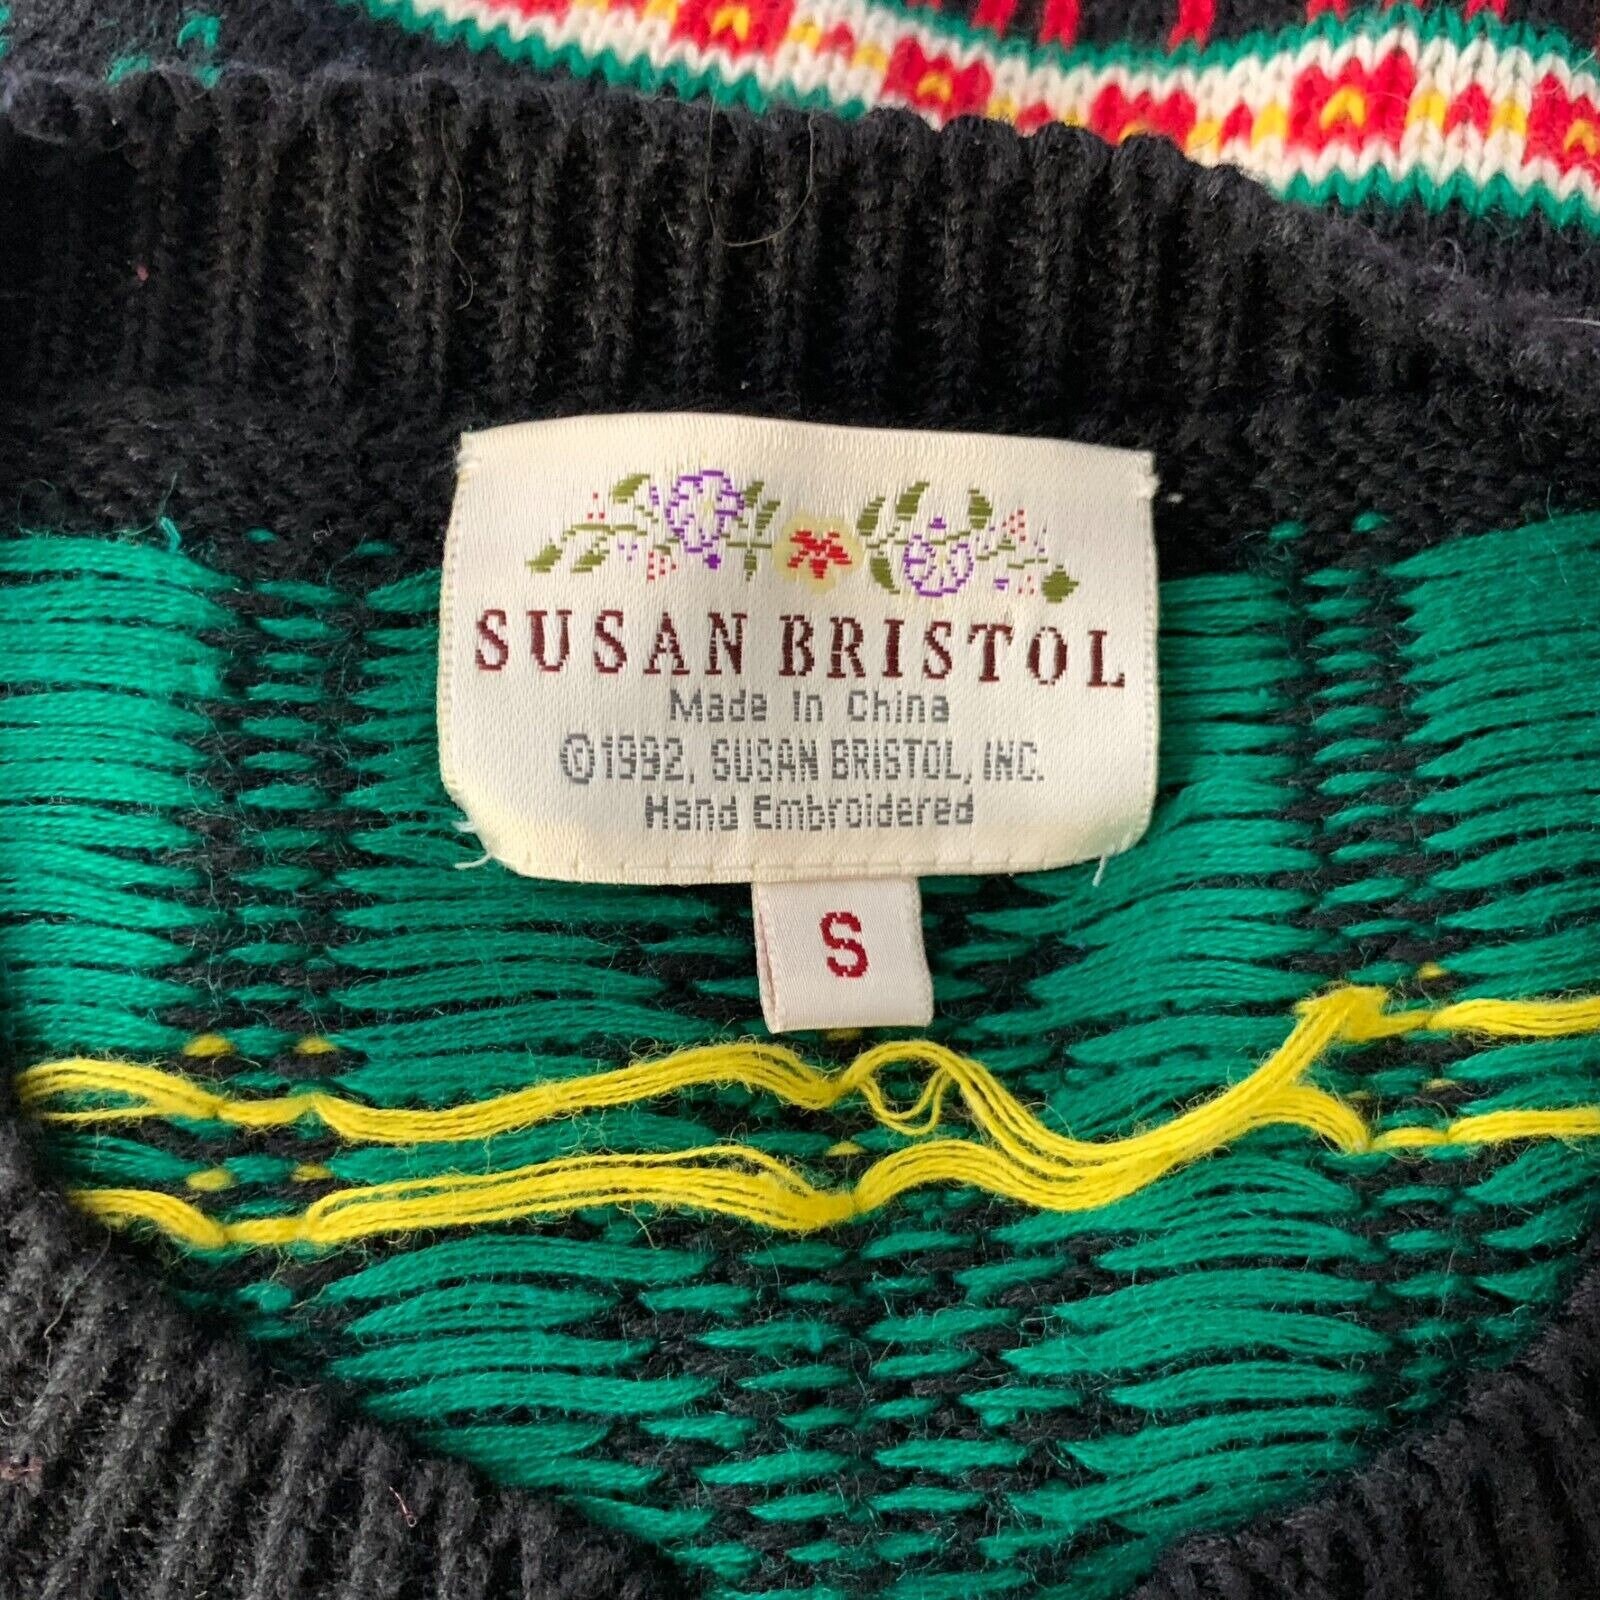 SUSAN BRISTOL
Made In China
©1992, SUSAN BRISTOL, INC.
Hand Embroidered
S